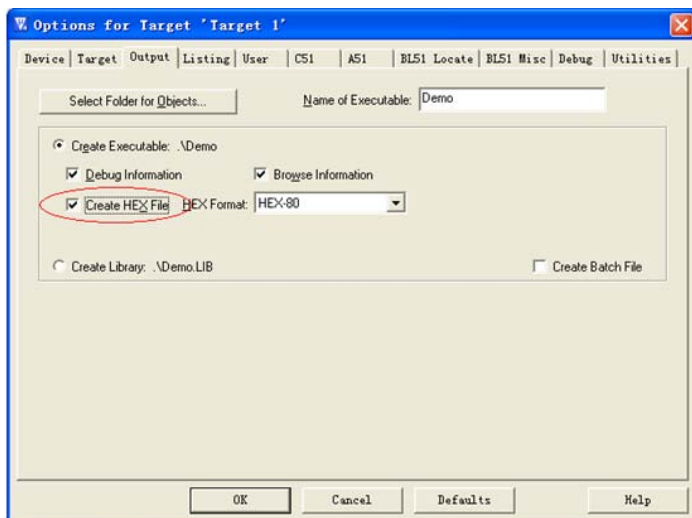 Options for Target 'Target 1'
Device Target Output Listing User C51 A51 BL51 Locate BL51 Misc Debug Utilities
Select Folder for Objects... Name of Executable: Demo
Create Executable: .\Demo
Debug Information Browse Information
Create HEX File HEX Format: HEX-80
Create Library: .\Demo.LIB Create Batch File
OK Cancel Defaults Help